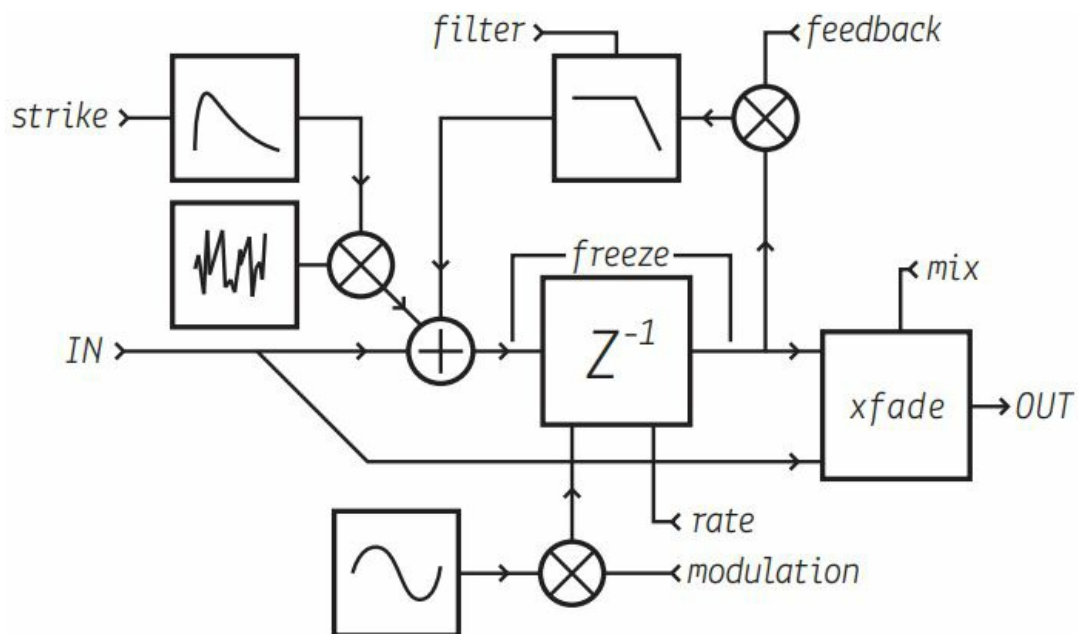 filter
feedback
strike
freeze
mix
IN
Z-1
xfade
OUT
rate
modulation